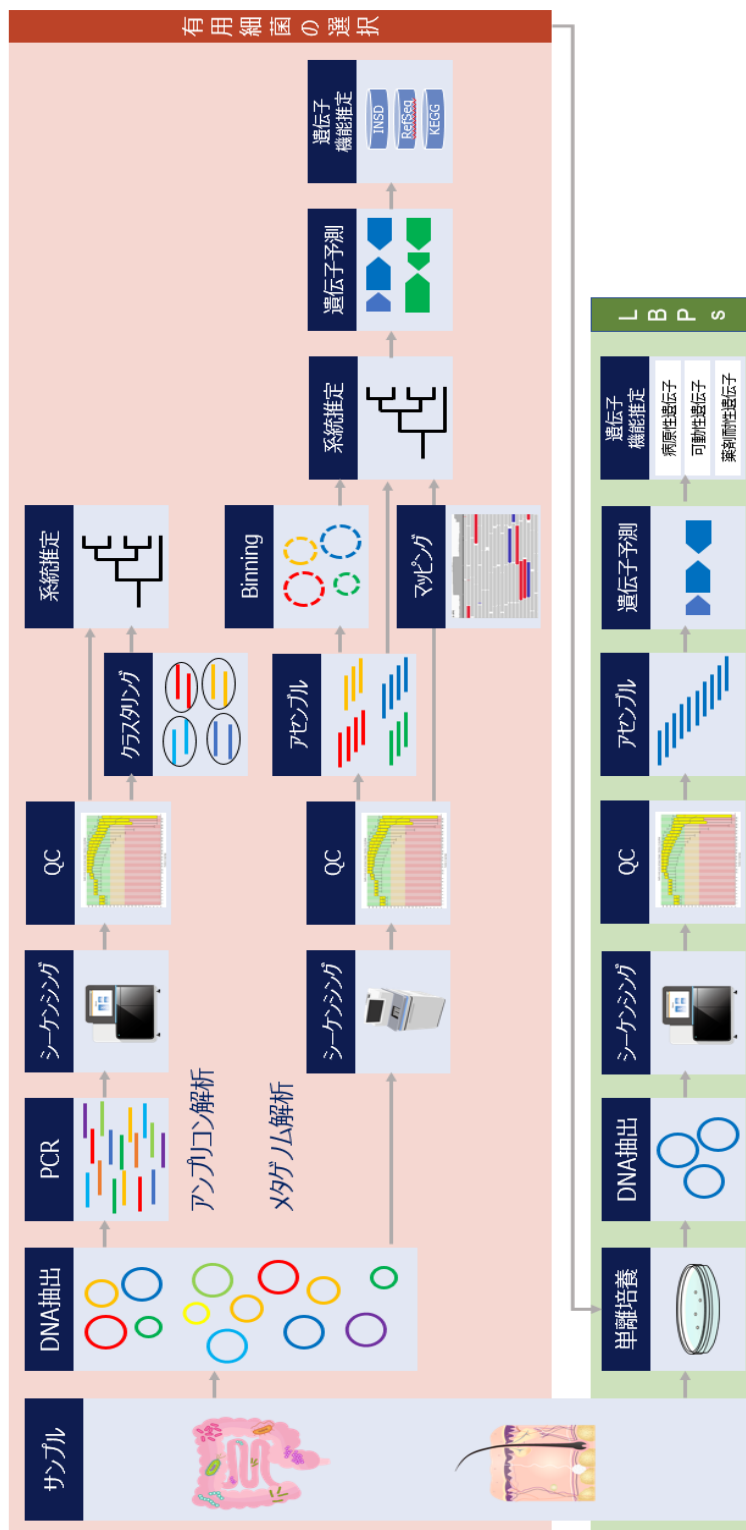 サンプル
DNA抽出
PCR
シーケンシング
QC
クラスタリング
系統推定
アンプリコン解析
メタゲノム解析
シーケンシング
QC
アセンブル
Binning
マッピング
系統推定
遺伝子予測
遺伝子
機能推定
INSD
RefSeq
KEGG
有用細菌の選択
単離培養
DNA抽出
シーケンシング
QC
アセンブル
遺伝子予測
遺伝子
機能推定
病原性遺伝子
可動性遺伝子
薬剤耐性遺伝子
LBPs